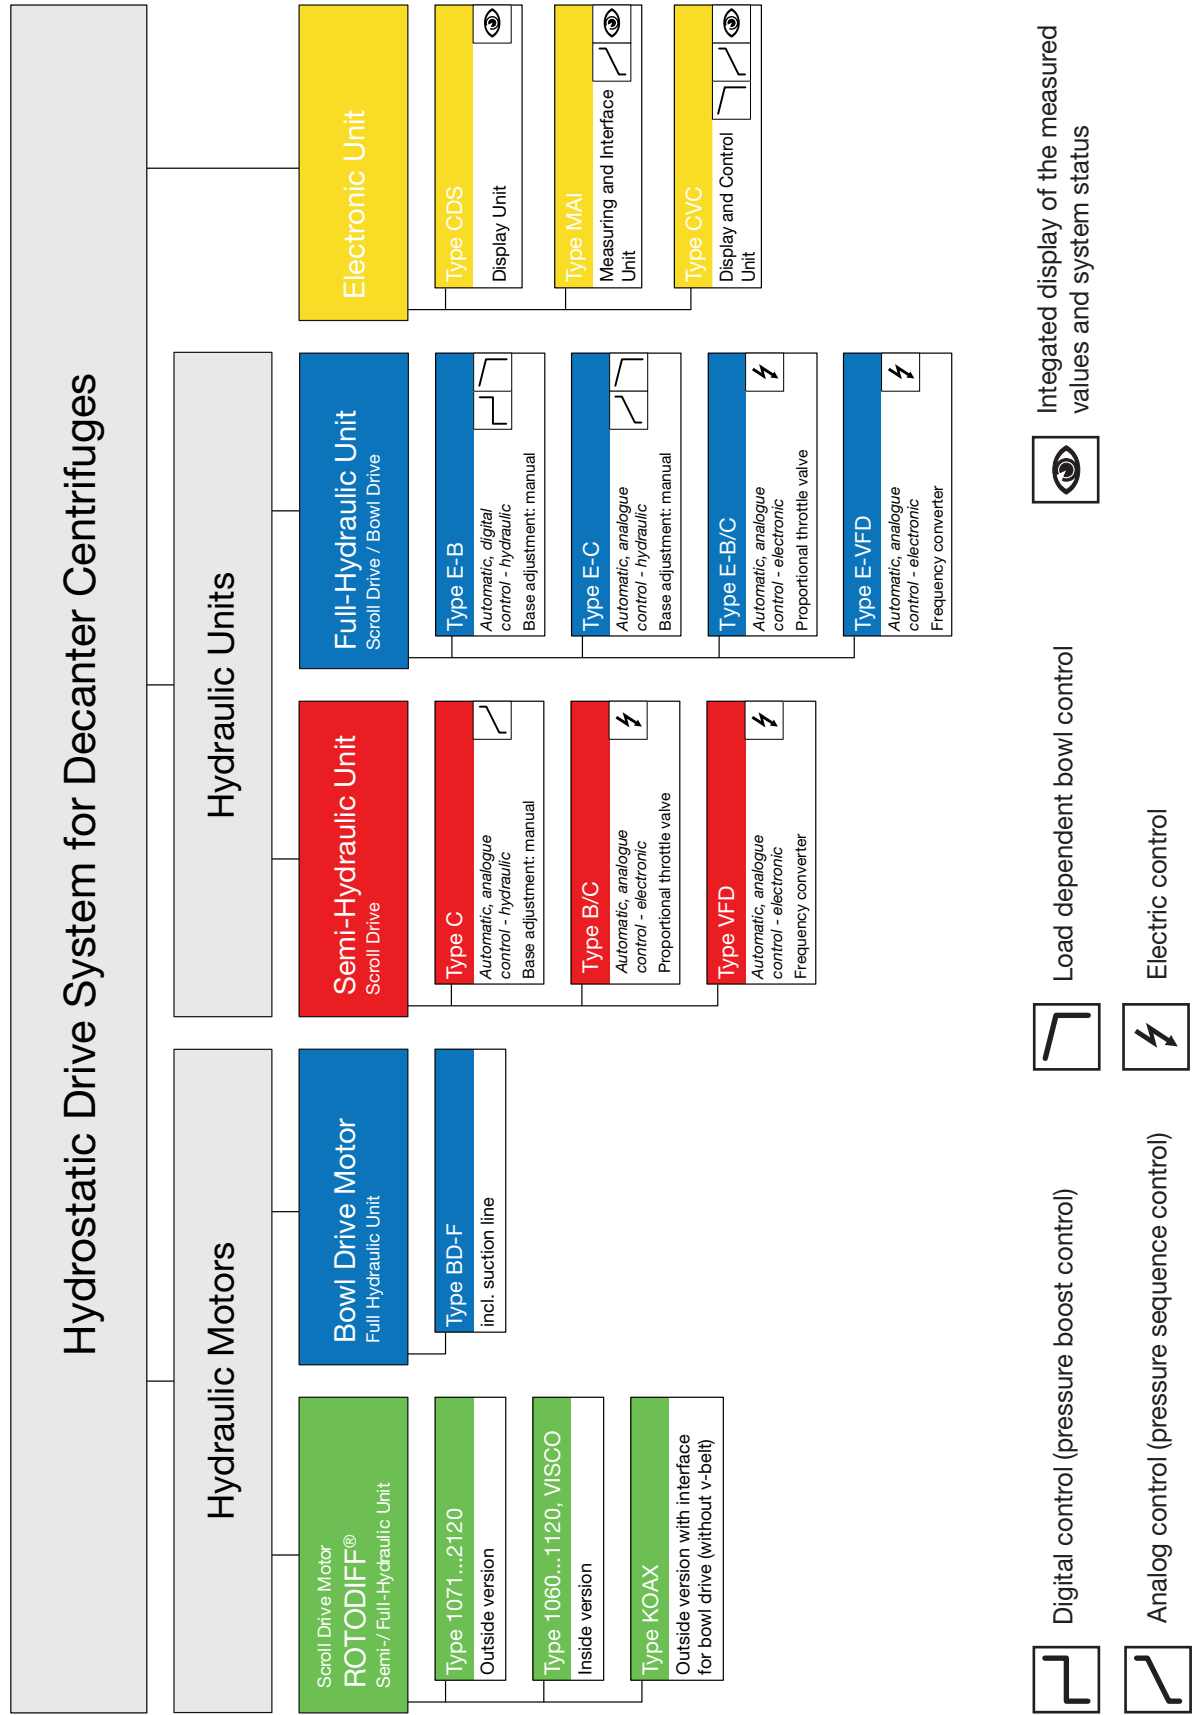 Hydrostatic Drive System for Decanter Centrifuges
Hydraulic Motors
Scroll Drive Motor
ROTODIFF®
Semi-/ Full-Hydraulic Unit
Type 1071...2120
Outside version
Type 1060...1120, VISCO
Inside version
Type KOAX
Outside version with interface
for bowl drive (without v-belt)
Bowl Drive Motor
Full Hydraulic Unit
Type BD-F
incl. suction line
Hydraulic Units
Semi-Hydraulic Unit
Scroll Drive
Type C
Automatic, analogue
control - hydraulic
Base adjustment: manual
Type B/C
Automatic, analogue
control - electronic
Proportional throttle valve
Type VFD
Automatic, analogue
control - electronic
Frequency converter
Full-Hydraulic Unit
Scroll Drive / Bowl Drive
Type E-B
Automatic, digital
control - hydraulic
Base adjustment: manual
Type E-C
Automatic, analogue
control - hydraulic
Base adjustment: manual
Type E-B/C
Automatic, analogue
control - electronic
Proportional throttle valve
Type E-VFD
Automatic, analogue
control - electronic
Frequency converter
Electronic Unit
Type CDS
Display Unit
Type MAI
Measuring and Interface
Unit
Type CVC
Display and Control
Unit
Digital control (pressure boost control)
Analog control (pressure sequence control)
Load dependent bowl control
Electric control
Integated display of the measured
values and system status